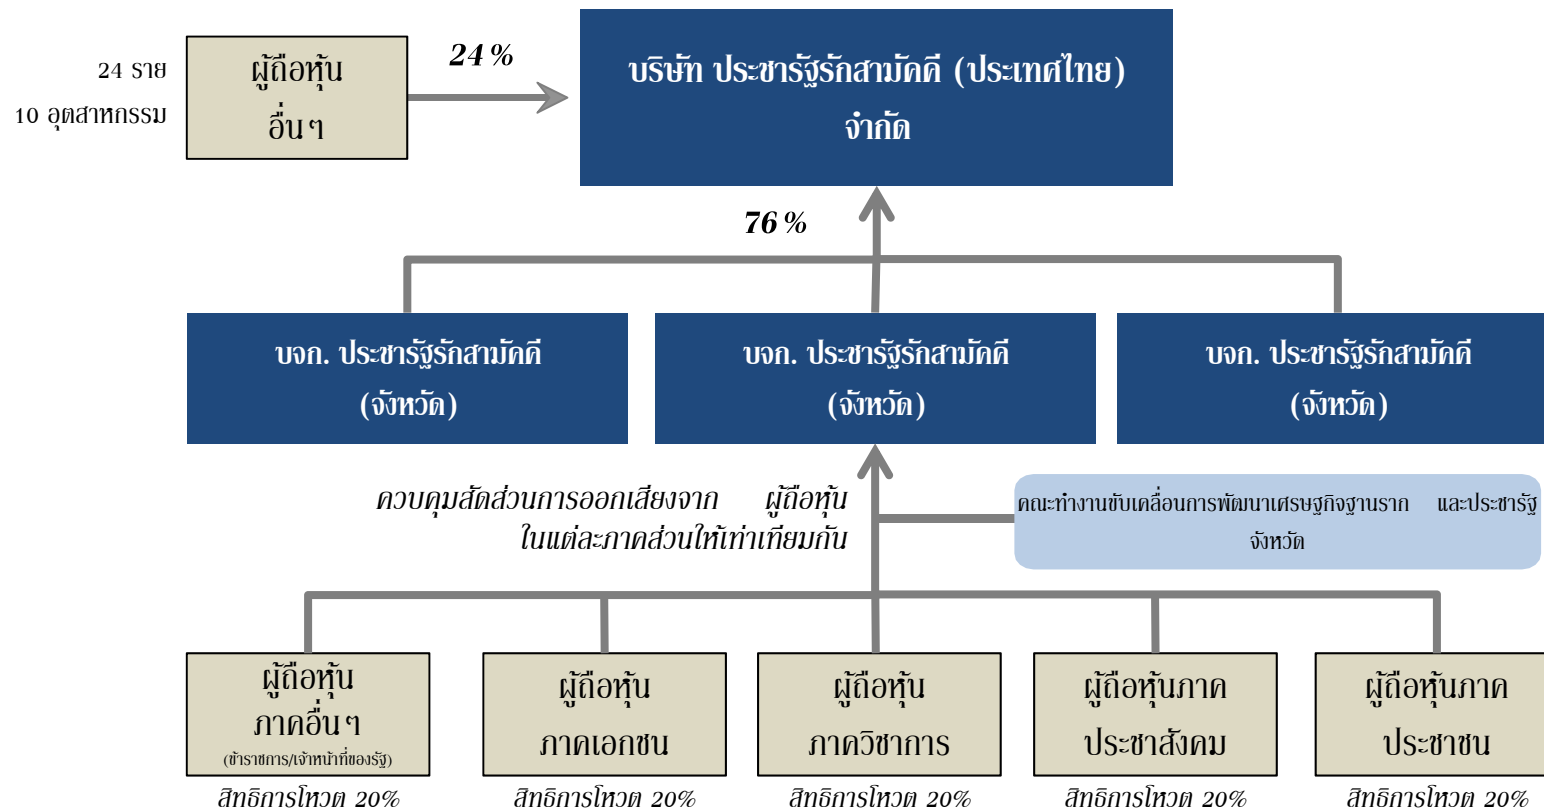 24 ราย
10 อุตสาหกรรม
ผู้ถือหุ้น
อื่นๆ
24 %
บริษัท ประชารัฐรักสามัคคี (ประเทศไทย)
จำกัด
76 %
บจก. ประชารัฐรักสามัคคี
(จังหวัด)
บจก. ประชารัฐรักสามัคคี
(จังหวัด)
บจก. ประชารัฐรักสามัคคี
(จังหวัด)
ควบคุมสัดส่วนการออกเสียงจาก ผู้ถือหุ้น
ในแต่ละภาคส่วนให้เท่าเทียมกัน
คณะทำงานขับเคลื่อนการพัฒนาเศรษฐกิจฐานราก และประชารัฐ
จังหวัด
ผู้ถือหุ้น
ภาคอื่นๆ
(ข้าราชการ/เจ้าหน้าที่ของรัฐ)
สิทธิการโหวต 20%
ผู้ถือหุ้น
ภาคเอกชน
สิทธิการโหวต 20%
ผู้ถือหุ้น
ภาควิชาการ
สิทธิการโหวต 20%
ผู้ถือหุ้นภาค
ประชาสังคม
สิทธิการโหวต 20%
ผู้ถือหุ้นภาค
ประชาชน
สิทธิการโหวต 20%